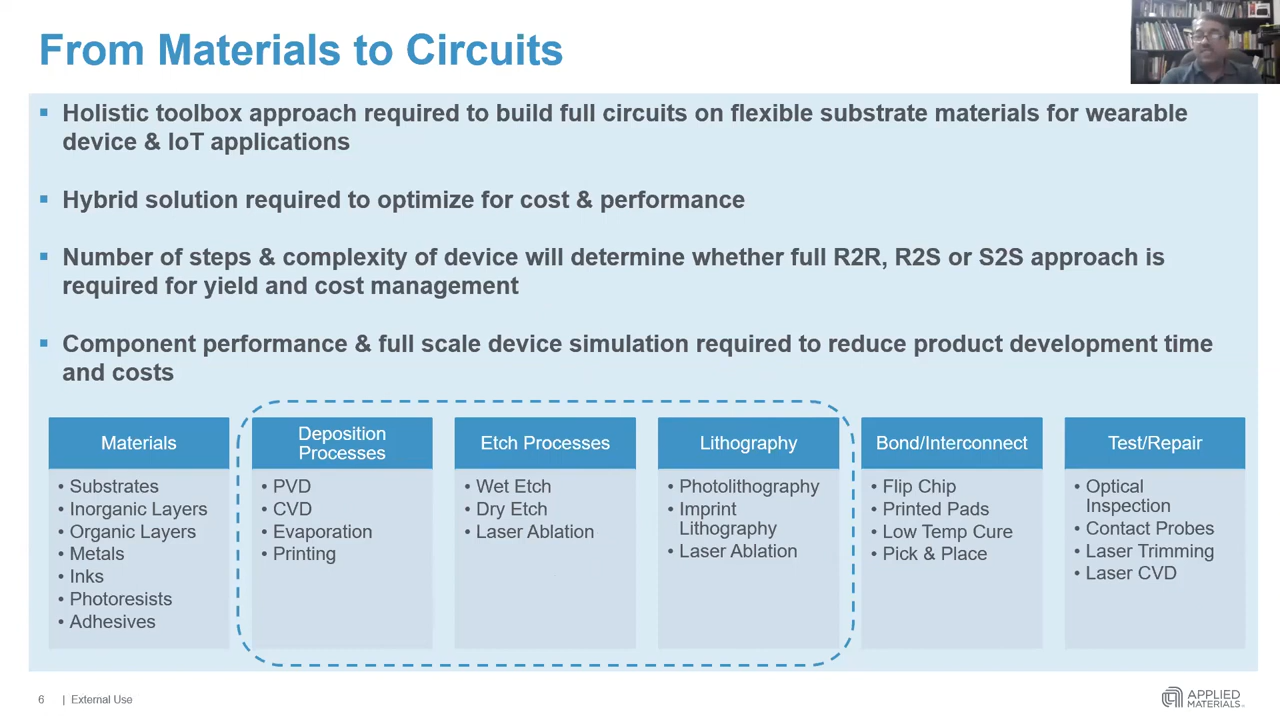 From Materials to Circuits
▪ Holistic toolbox approach required to build full circuits on flexible substrate materials for wearable
device & IoT applications
▪ Hybrid solution required to optimize for cost & performance
▪ Number of steps & complexity of device will determine whether full R2R, R2S or S2S approach is
required for yield and cost management
▪ Component performance & full scale device simulation required to reduce product development time
and costs
Materials
• Substrates
• Inorganic Layers
• Organic Layers
• Metals
• Inks
• Photoresists
• Adhesives
Deposition
Processes
• PVD
• CVD
• Evaporation
• Printing
Etch Processes
• Wet Etch
• Dry Etch
• Laser Ablation
Lithography
• Photolithography
• Imprint
Lithography
• Laser Ablation
Bond/Interconnect
• Flip Chip
• Printed Pads
• Low Temp Cure
• Pick & Place
Test/Repair
• Optical
Inspection
• Contact Probes
• Laser Trimming
• Laser CVD
6 | External Use
APPLIED
MATERIALS